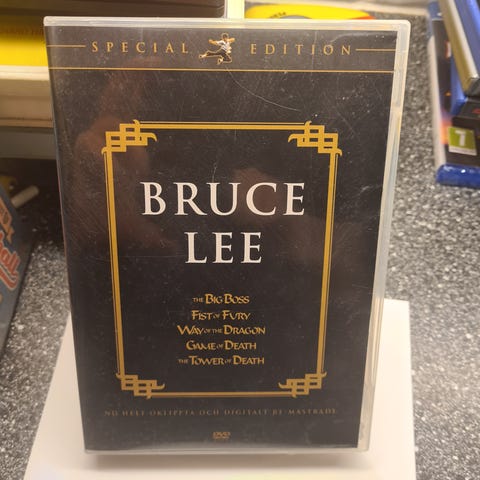 SPECIAL EDITION
BRUCE
LEE
THE BIG BOSS
FIST OF FURY
WAY OF THE DRAGON
GAME OF DEATH
THE TOWER OF DEATH
NU HELT OKLIPPTA OCH DIGITALT RE-MASTRADE
DVD